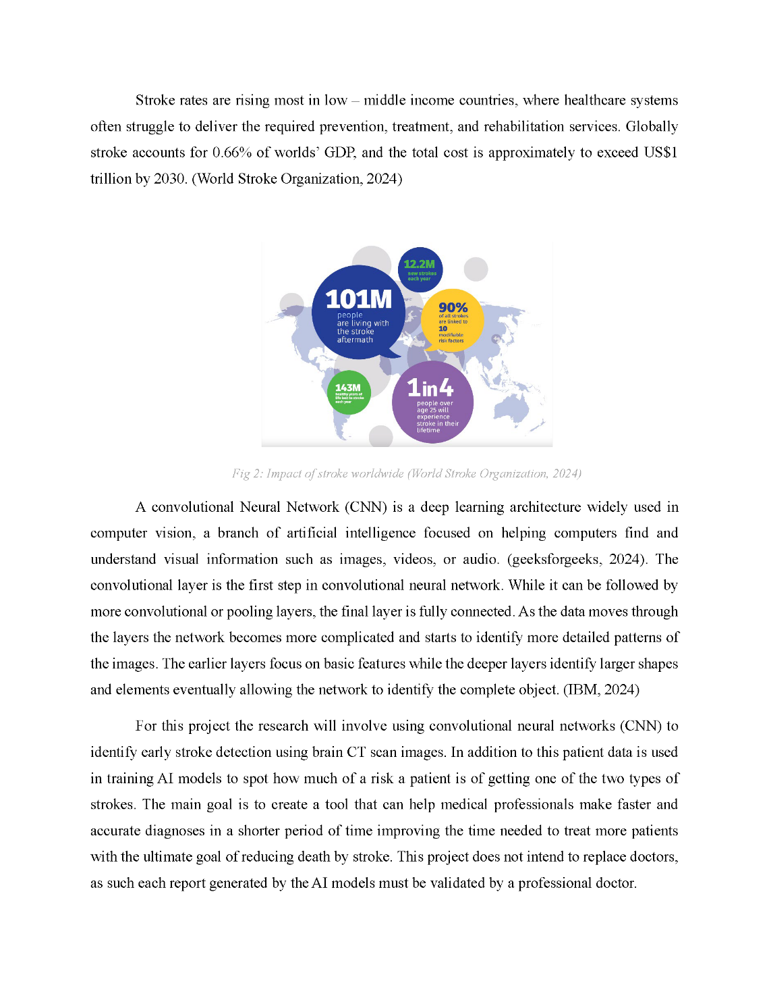 Stroke rates are rising most in low – middle income countries, where healthcare systems
often struggle to deliver the required prevention, treatment, and rehabilitation services. Globally
stroke accounts for 0.66% of worlds’ GDP, and the total cost is approximately to exceed US$1
trillion by 2030. (World Stroke Organization, 2024)
12.2M
new strokes
each year
101M
people
are living with
the stroke
aftermath
90%
of all strokes
are linked to
10
modifiable
risk factors
143M
healthy years of
life lost to stroke
each year
1in4
people over
age 25 will
experience
stroke in their
lifetime
Fig 2: Impact of stroke worldwide (World Stroke Organization, 2024)
A convolutional Neural Network (CNN) is a deep learning architecture widely used in
computer vision, a branch of artificial intelligence focused on helping computers find and
understand visual information such as images, videos, or audio. (geeksforgeeks, 2024). The
convolutional layer is the first step in convolutional neural network. While it can be followed by
more convolutional or pooling layers, the final layer is fully connected. As the data moves through
the layers the network becomes more complicated and starts to identify more detailed patterns of
the images. The earlier layers focus on basic features while the deeper layers identify larger shapes
and elements eventually allowing the network to identify the complete object. (IBM, 2024)
For this project the research will involve using convolutional neural networks (CNN) to
identify early stroke detection using brain CT scan images. In addition to this patient data is used
in training AI models to spot how much of a risk a patient is of getting one of the two types of
strokes. The main goal is to create a tool that can help medical professionals make faster and
accurate diagnoses in a shorter period of time improving the time needed to treat more patients
with the ultimate goal of reducing death by stroke. This project does not intend to replace doctors,
as such each report generated by the AI models must be validated by a professional doctor.